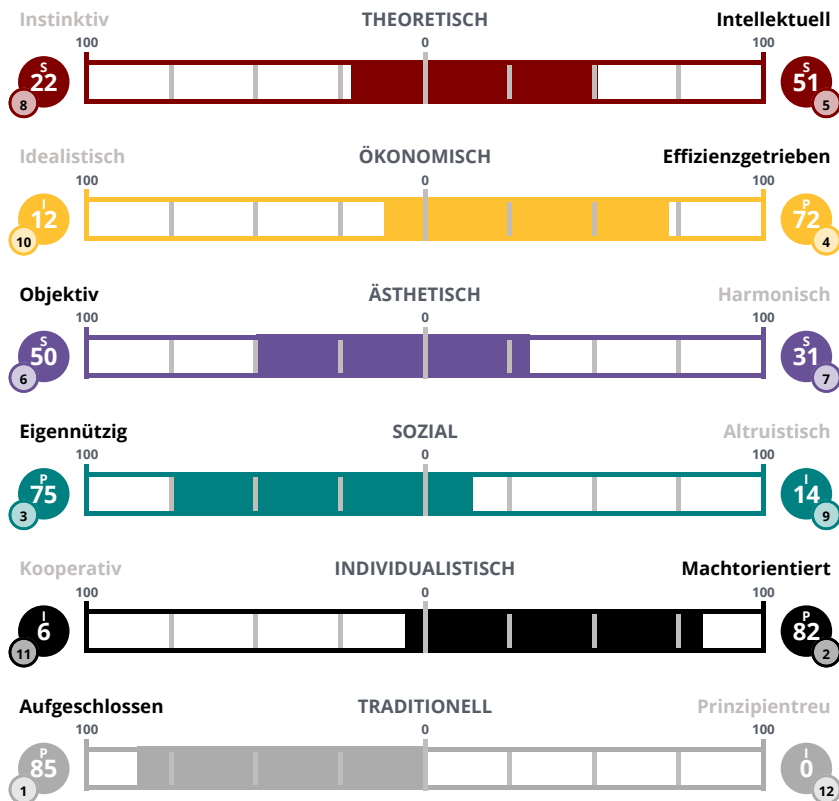 Instinktiv THEORETISCH Intellektuell
100 0 100
S 22 8 S 51 5
Idealistisch ÖKONOMISCH Effizienzgetrieben
100 0 100
I 12 10 P 72 4
Objektiv ÄSTHETISCH Harmonisch
100 0 100
S 50 6 S 31 7
Eigennützig SOZIAL Altruistisch
100 0 100
P 75 3 I 14 9
Kooperativ INDIVIDUALISTISCH Machtorientiert
100 0 100
I 6 11 P 82 2
Aufgeschlossen TRADITIONELL Prinzipientreu
100 0 100
P 85 1 I 0 12